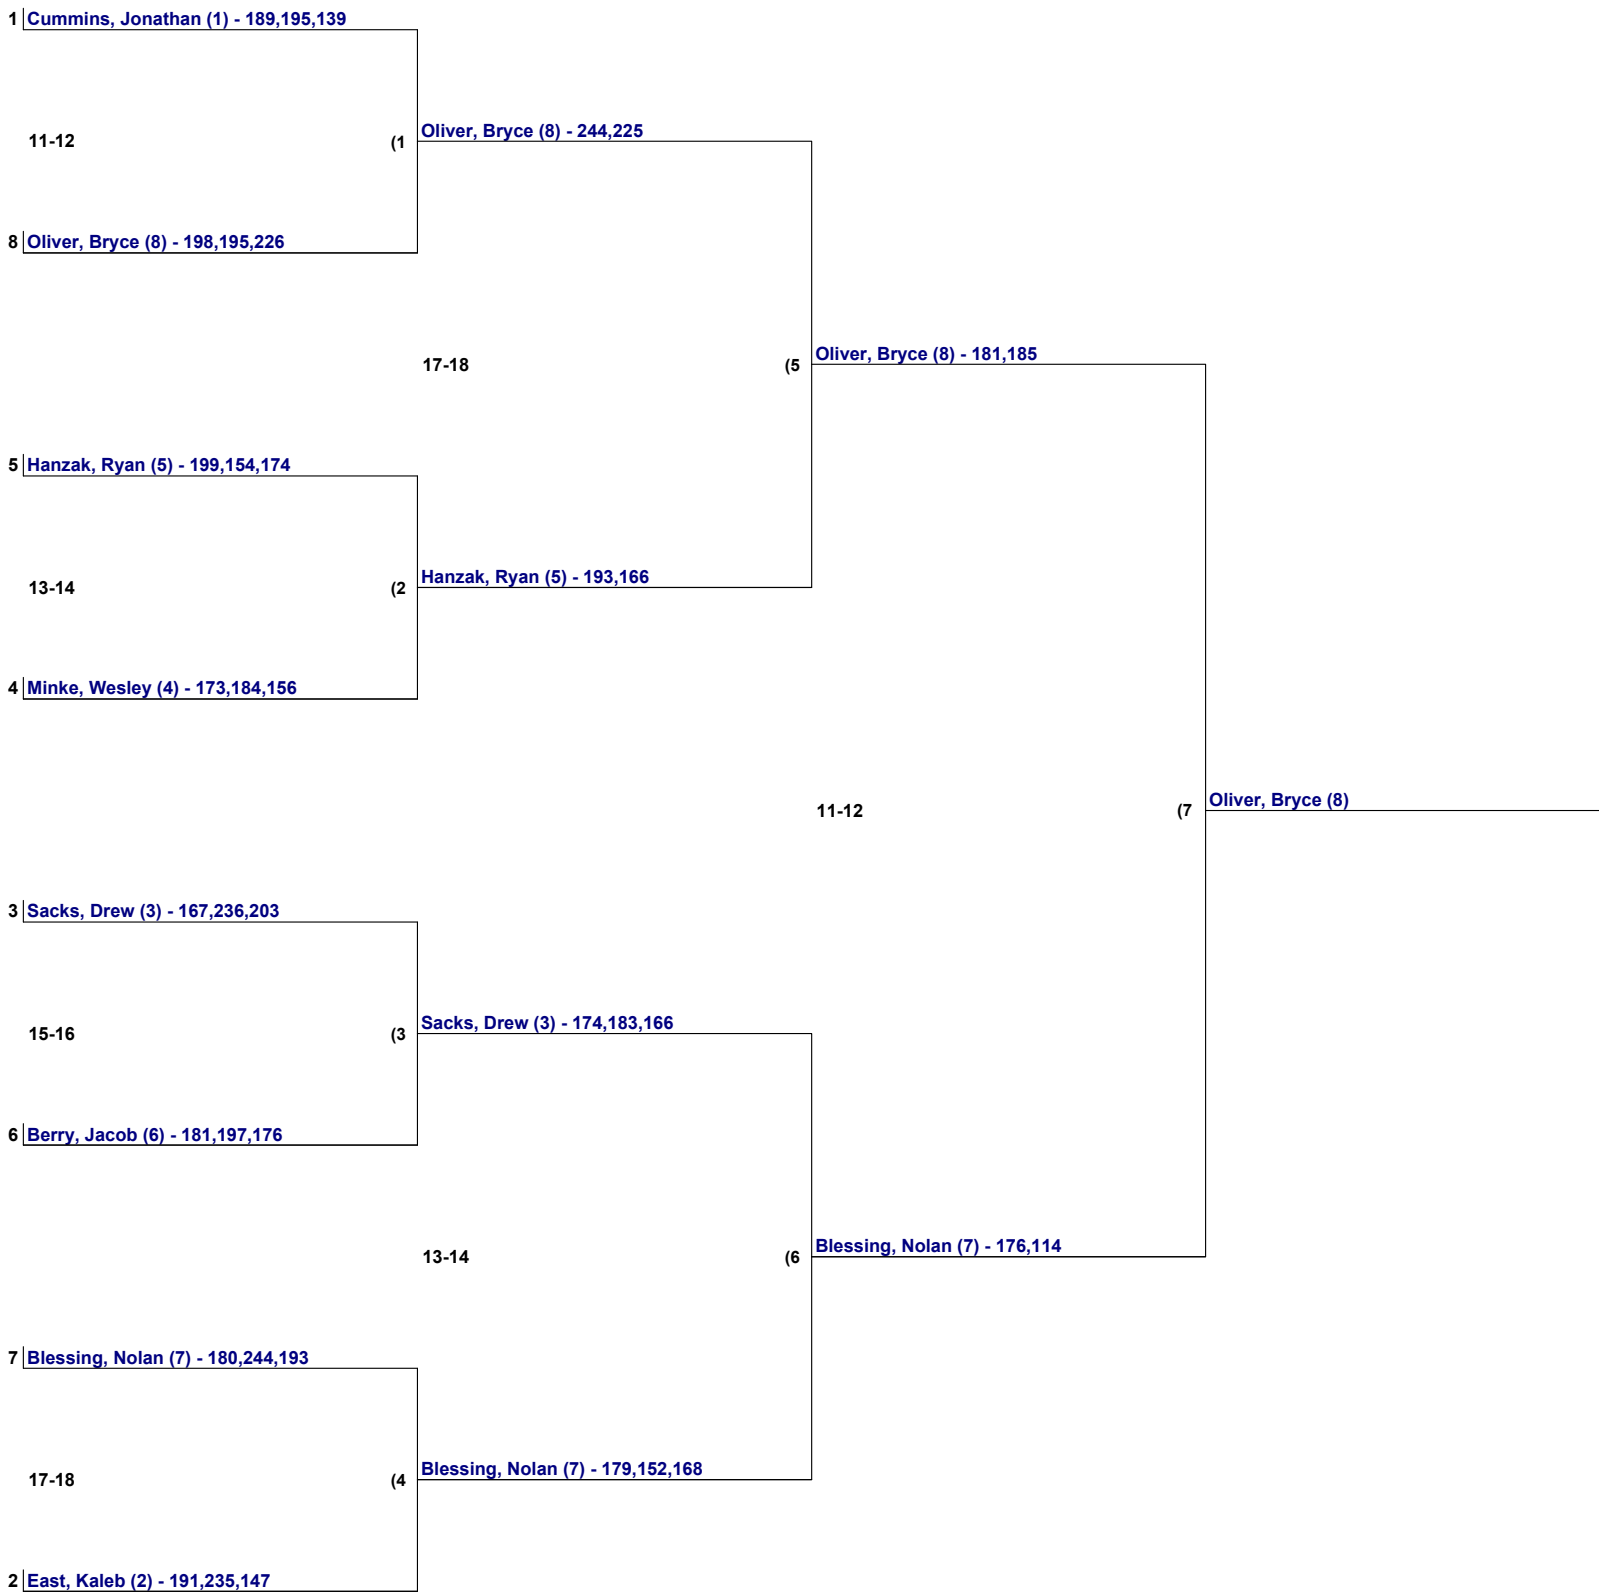 1 Cummins, Jonathan (1) - 189,195,139
11-12 (1
Oliver, Bryce (8) - 244,225
8 Oliver, Bryce (8) - 198,195,226
17-18 (5
Oliver, Bryce (8) - 181,185
5 Hanzak, Ryan (5) - 199,154,174
13-14 (2
Hanzak, Ryan (5) - 193,166
4 Minke, Wesley (4) - 173,184,156
11-12 (7
Oliver, Bryce (8)
3 Sacks, Drew (3) - 167,236,203
15-16 (3
Sacks, Drew (3) - 174,183,166
6 Berry, Jacob (6) - 181,197,176
13-14 (6
Blessing, Nolan (7) - 176,114
7 Blessing, Nolan (7) - 180,244,193
17-18 (4
Blessing, Nolan (7) - 179,152,168
2 East, Kaleb (2) - 191,235,147